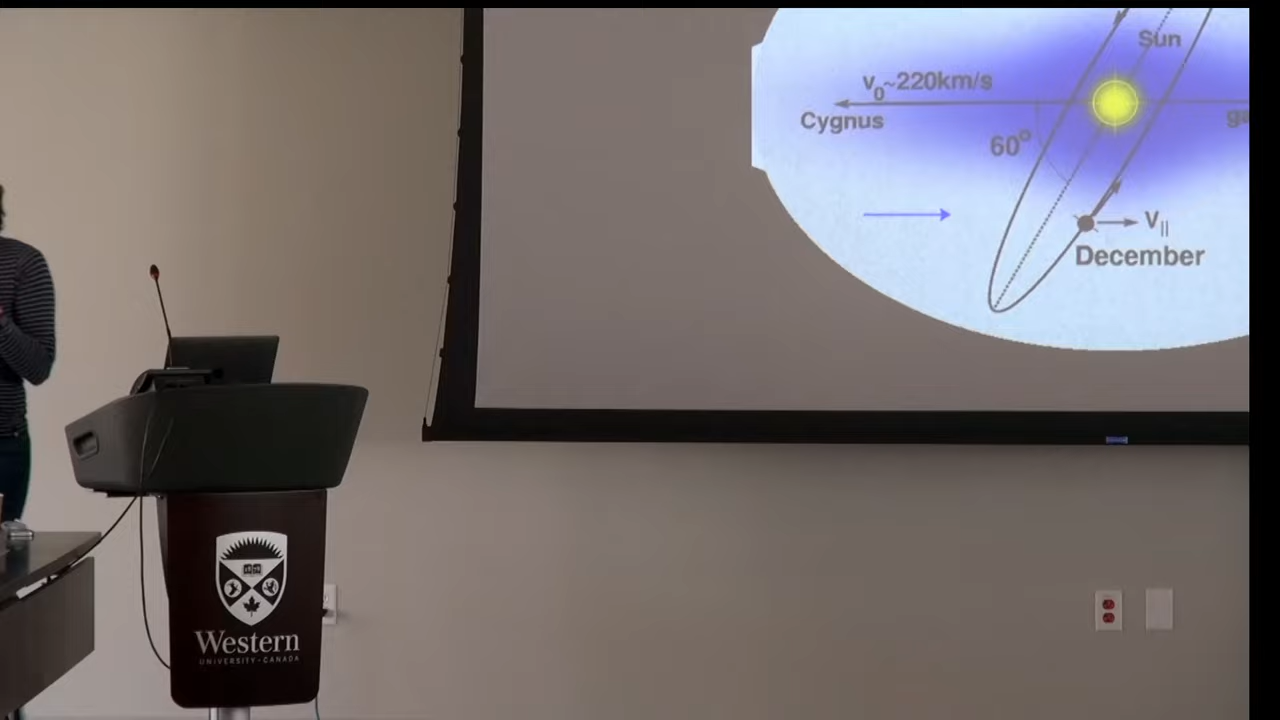 Sun
v0~220km/s
Cygnus
60°
V||
December
Western
UNIVERSITY·CANADA